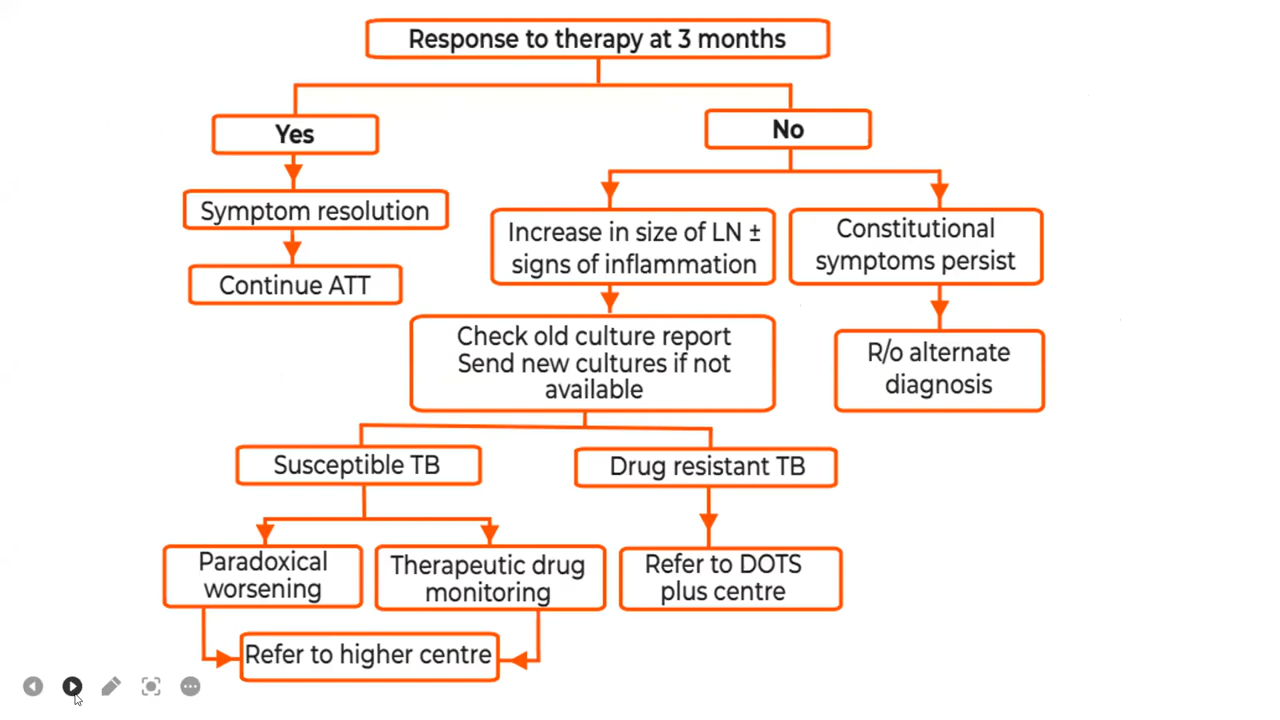 Response to therapy at 3 months
Yes
No
Symptom resolution
Continue ATT
Increase in size of LN ±
signs of inflammation
Constitutional
symptoms persist
Check old culture report
Send new cultures if not
available
R/o alternate
diagnosis
Susceptible TB
Drug resistant TB
Paradoxical
worsening
Therapeutic drug
monitoring
Refer to DOTS
plus centre
Refer to higher centre